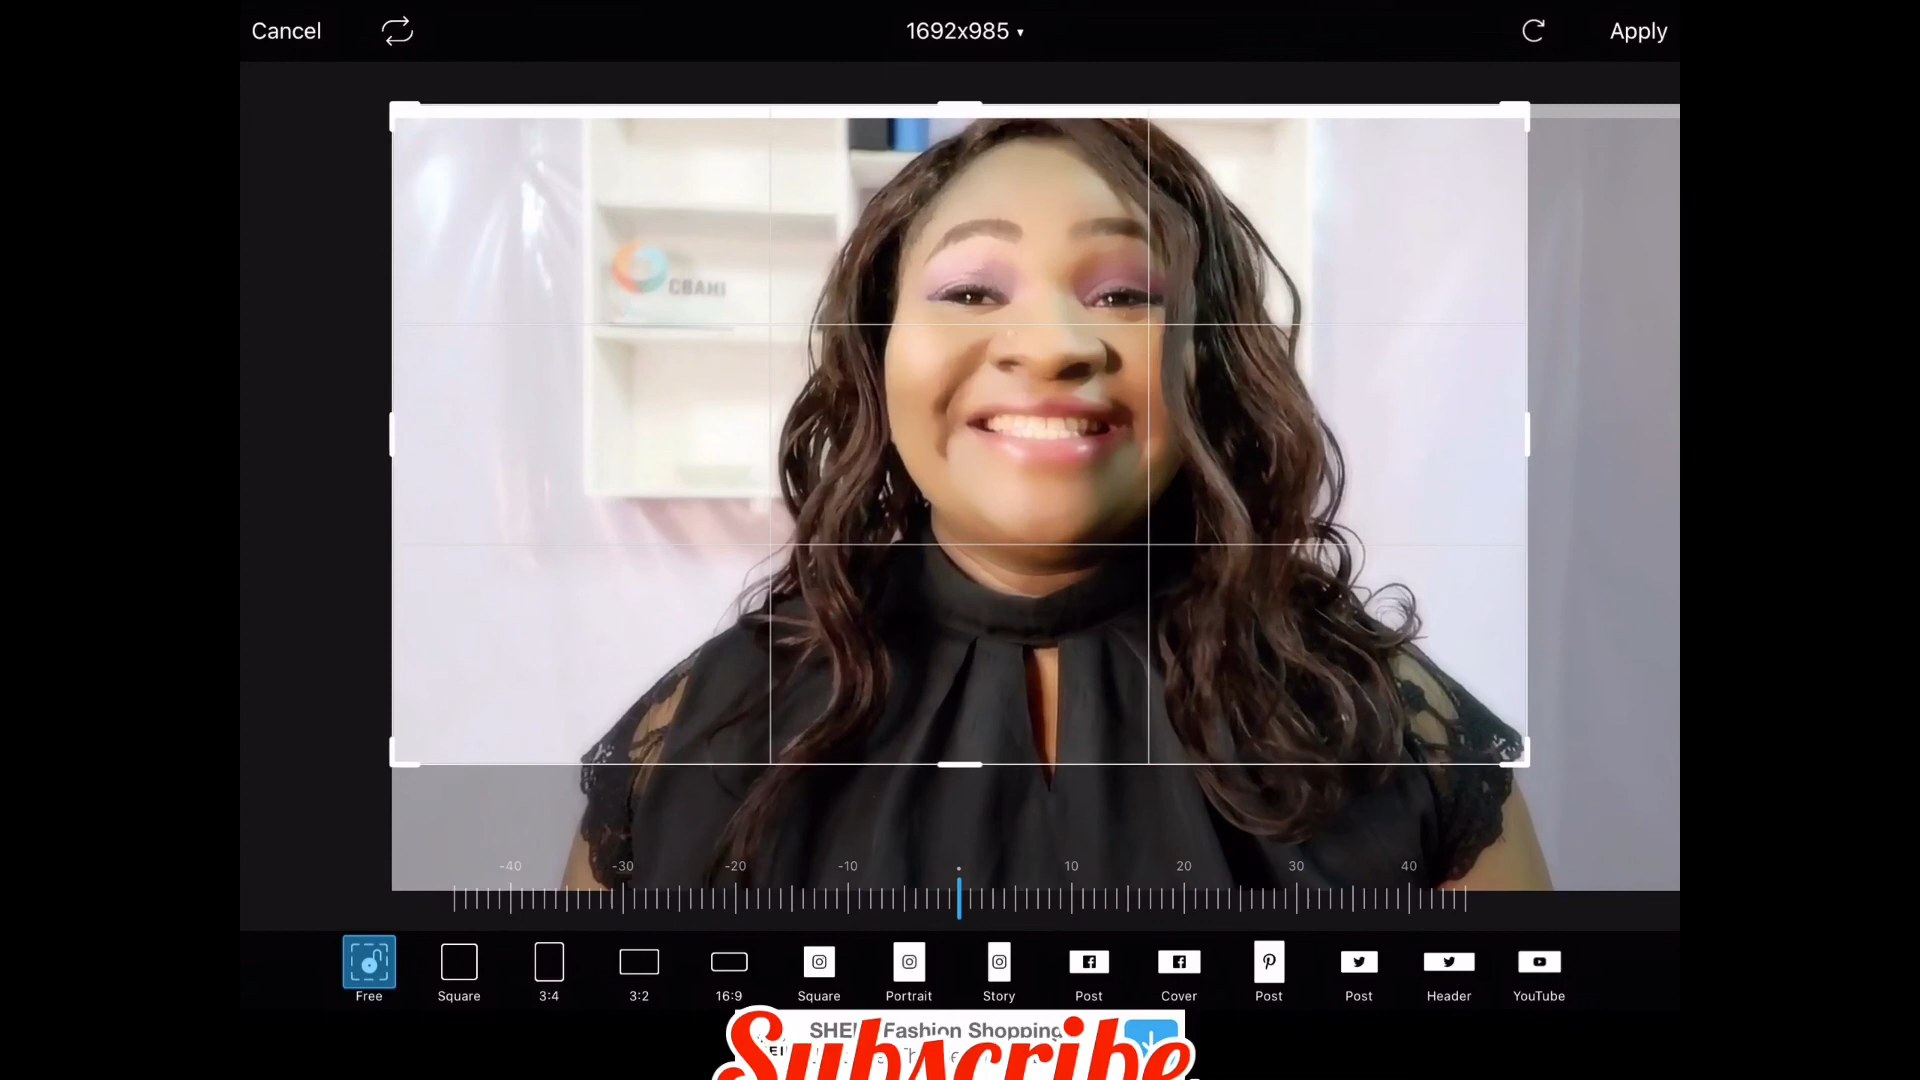 Cancel
1692x985 ▾
Apply
CBAHI
-40 -30 -20 -10 10 20 30 40
Free Square 3:4 3:2 16:9 Square Portrait Story Post Cover Post Post Header YouTube
SHEI Fashion Shopping
Subscribe